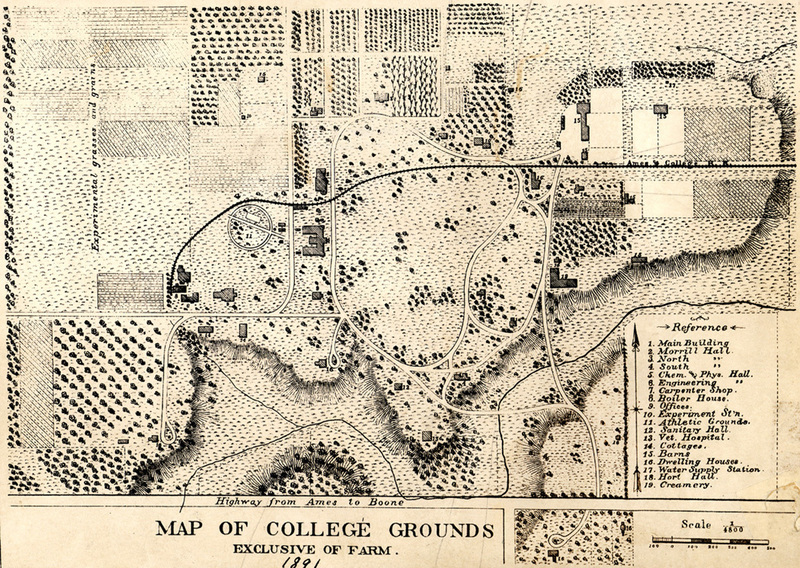 Experimental grasses, and grains
Ames & College R. R.
Reference
1. Main Building
2. Morrill Hall.
3. North "
4. South "
5. Chem. and Phys. Hall.
6. Engineering "
7. Carpenter Shop.
8. Boiler House.
9. Offices.
10. Experiment St'n.
11. Athletic Grounds.
12. Sanitary Hall
13. Vet. Hospital.
14. Cottages.
15. Barns
16. Dwelling Houses.
17. Water Supply Station.
18. Hort Hall
19. Creamery.
Highway from Ames to Boone
MAP OF COLLEGE GROUNDS
EXCLUSIVE OF FARM.
1891
Scale 1/4800